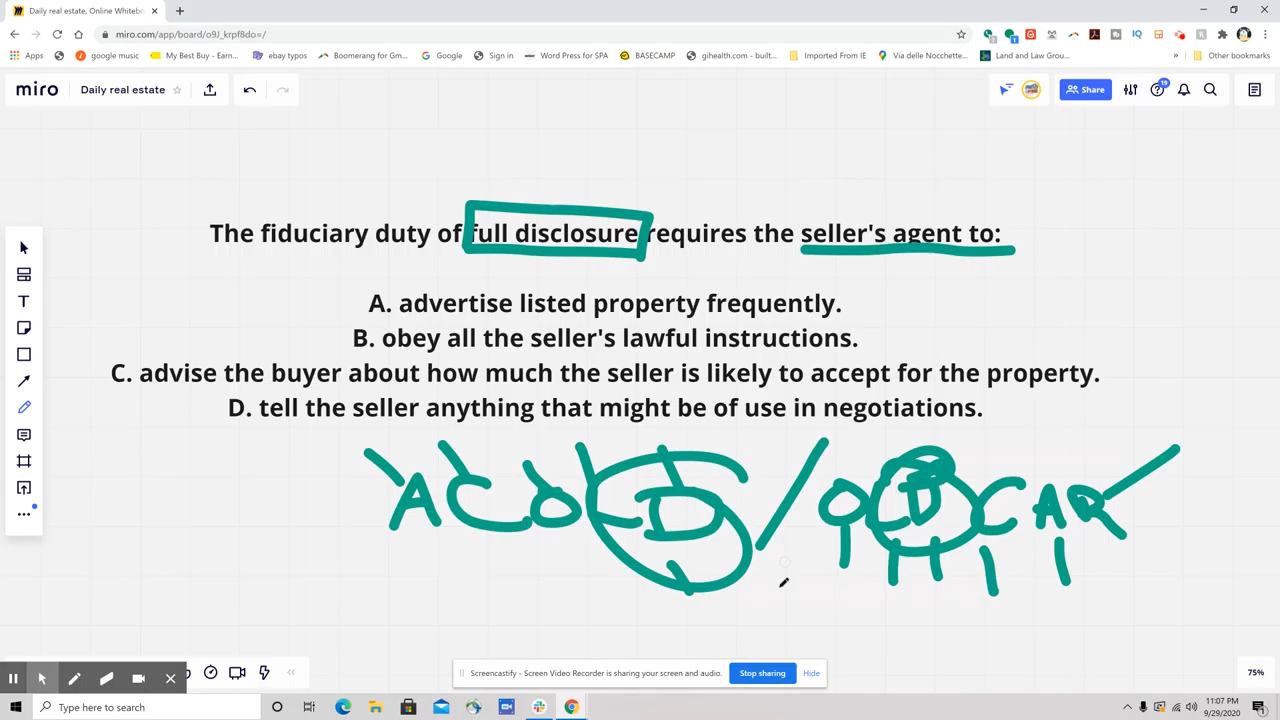 Daily real estate, Online Whitebo
miro.com/app/board/o9J_krpf8do=/
Apps
google music
My Best Buy - Earn...
ebay typos
Boomerang for Gm...
Google
Sign in
Word Press for SPA
BASECAMP
gihealth.com - built...
Imported From IE
Via delle Nocchette...
Land and Law Grou...
»
Other bookmarks
miro
Daily real estate
Share
19
The fiduciary duty of full disclosure requires the seller's agent to:
A. advertise listed property frequently.
B. obey all the seller's lawful instructions.
C. advise the buyer about how much the seller is likely to accept for the property.
D. tell the seller anything that might be of use in negotiations.
ACOLD / OLDCAR
Screencastify - Screen Video Recorder is sharing your screen and audio.
Stop sharing
Hide
75%
Type here to search
11:07 PM
9/29/2020